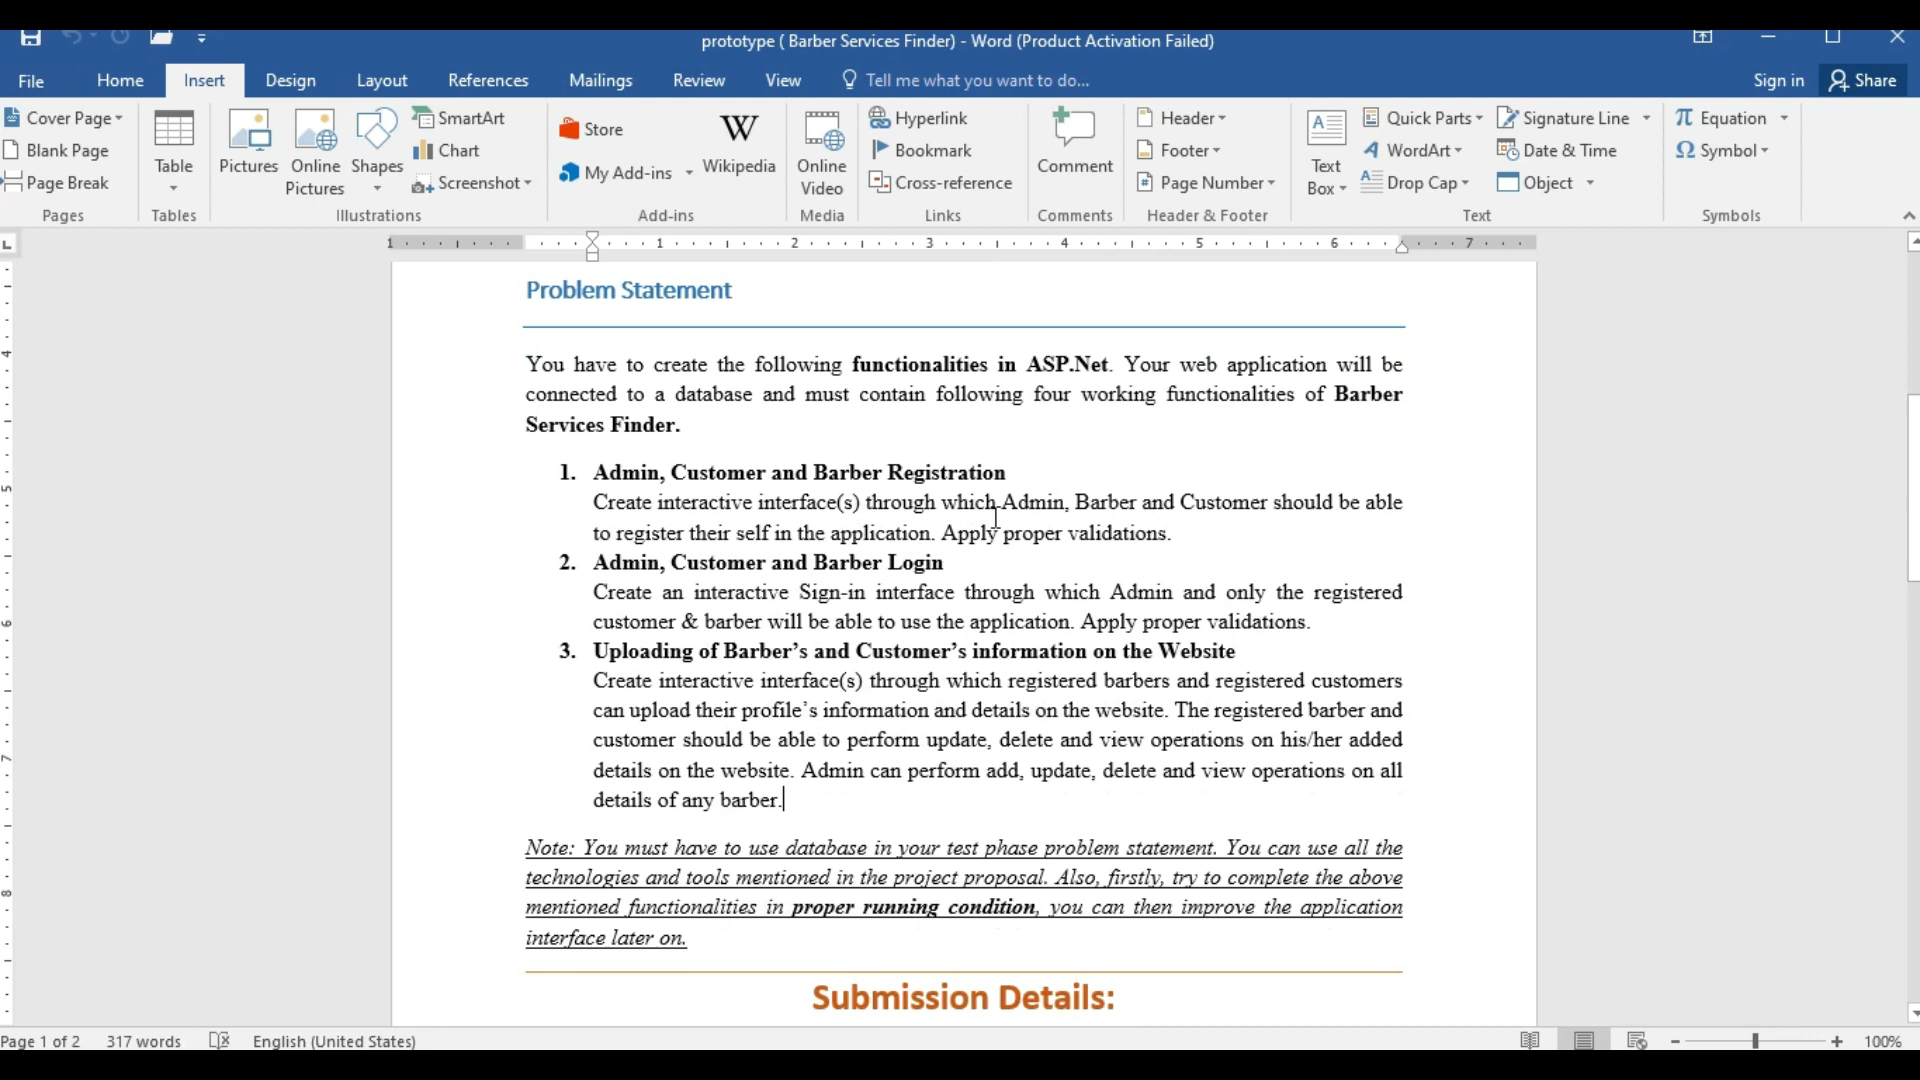 prototype ( Barber Services Finder) - Word (Product Activation Failed)
File Home Insert Design Layout References Mailings Review View Tell me what you want to do... Sign in Share
Cover Page
Blank Page
Page Break
Pages
Table
Tables
Pictures
Online Pictures
Shapes
SmartArt
Chart
Screenshot
Illustrations
Store
My Add-ins
Wikipedia
Add-ins
Online Video
Media
Hyperlink
Bookmark
Cross-reference
Links
Comment
Comments
Header
Footer
Page Number
Header & Footer
Text Box
Quick Parts
WordArt
Drop Cap
Signature Line
Date & Time
Object
Text
Equation
Symbol
Symbols
1 1 2 3 4 5 6 7
Problem Statement
You have to create the following functionalities in ASP.Net. Your web application will be
connected to a database and must contain following four working functionalities of Barber
Services Finder.
1. Admin, Customer and Barber Registration
Create interactive interface(s) through which Admin, Barber and Customer should be able
to register their self in the application. Apply proper validations.
2. Admin, Customer and Barber Login
Create an interactive Sign-in interface through which Admin and only the registered
customer & barber will be able to use the application. Apply proper validations.
3. Uploading of Barber’s and Customer’s information on the Website
Create interactive interface(s) through which registered barbers and registered customers
can upload their profile’s information and details on the website. The registered barber and
customer should be able to perform update, delete and view operations on his/her added
details on the website. Admin can perform add, update, delete and view operations on all
details of any barber.
Note: You must have to use database in your test phase problem statement. You can use all the
technologies and tools mentioned in the project proposal. Also, firstly, try to complete the above
mentioned functionalities in proper running condition, you can then improve the application
interface later on.
Submission Details:
4
5
6
7
8
Page 1 of 2 317 words English (United States) 100%